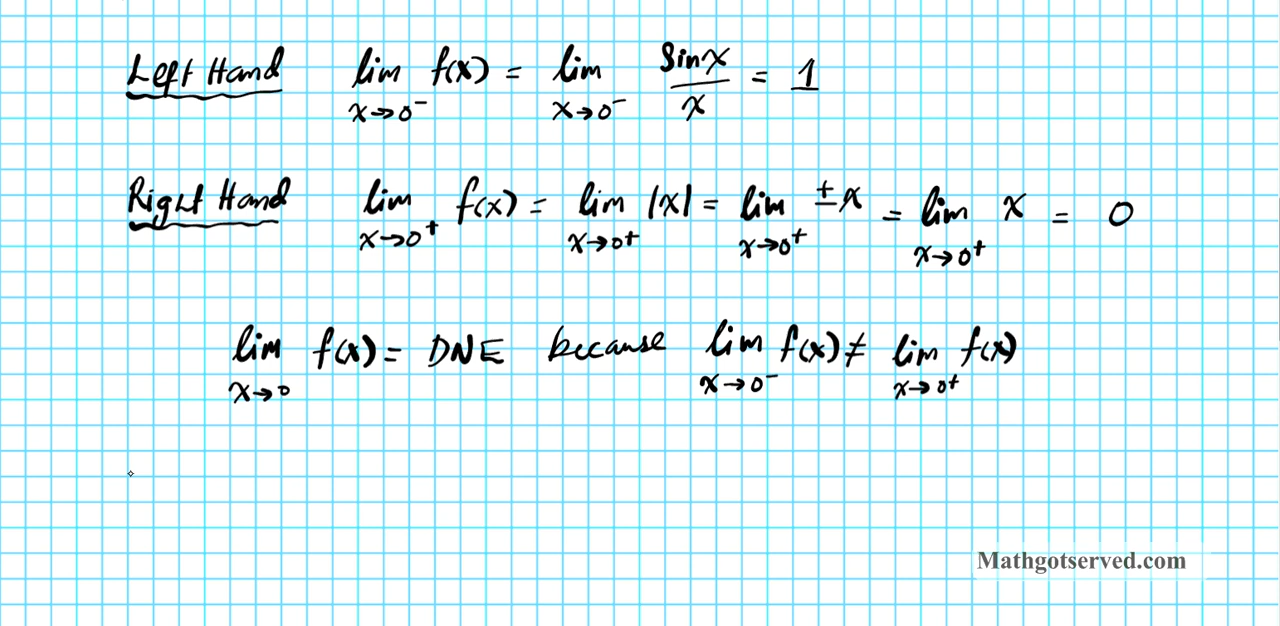 Left Hand lim x→0⁻ f(x) = lim x→0⁻ sinx/x = 1
Right Hand lim x→0⁺ f(x) = lim x→0⁺ |x| = lim x→0⁺ ±x = lim x→0⁺ x = 0
lim x→0 f(x) = DNE because lim x→0⁻ f(x) ≠ lim x→0⁺ f(x)
Mathgotserved.com